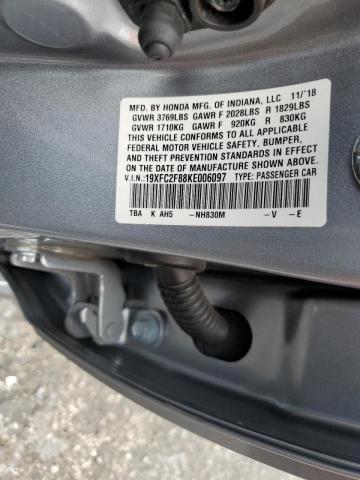 MFD. BY HONDA MFG. OF INDIANA, LLC 11/'18
GVWR 3769LBS GAWR F 2028LBS R 1829LBS
GVWR 1710KG GAWR F 920KG R 830KG
THIS VEHICLE CONFORMS TO ALL APPLICABLE
FEDERAL MOTOR VEHICLE SAFETY, BUMPER,
AND THEFT PREVENTION STANDARDS IN EFFECT
ON THE DATE OF MANUFACTURE SHOWN ABOVE.
V.I.N.: 19XFC2F88KE006097 TYPE: PASSENGER CAR
TBA K AH5 -NH830M -V -E